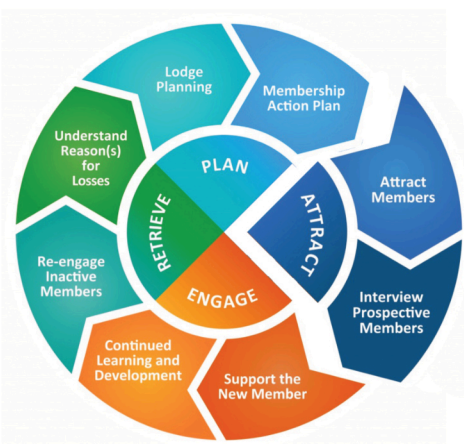 Lodge
Planning
Membership
Action Plan
Attract
Members
Interview
Prospective
Members
Support the
New Member
Continued
Learning and
Development
Re-engage
Inactive
Members
Understand
Reason(s)
for
Losses
PLAN
ATTRACT
ENGAGE
RETRIEVE